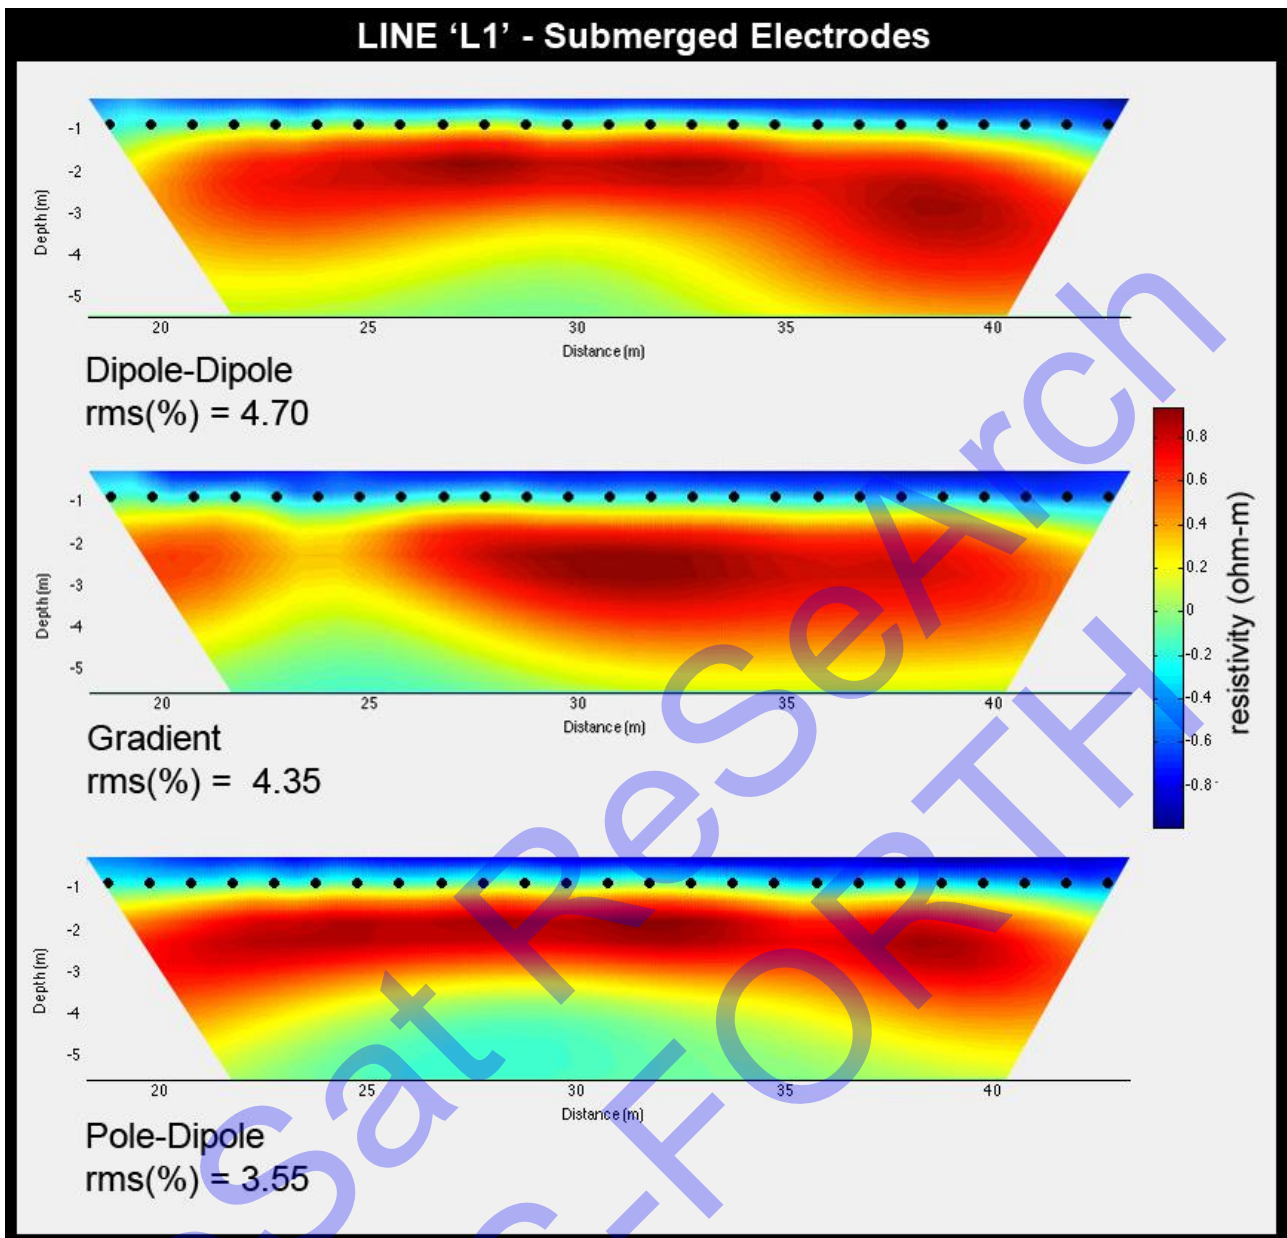 LINE ‘L1’ - Submerged Electrodes
-1
-2
-3
-4
-5
Depth(m)
20 25 30 35 40
Distance(m)
Dipole-Dipole
rms(%) = 4.70
-1
-2
-3
-4
-5
Depth(m)
20 25 30 35 40
Distance(m)
Gradient
rms(%) = 4.35
0.8
0.6
0.4
0.2
0
-0.2
-0.4
-0.6
-0.8
resistivity (ohm-m)
-1
-2
-3
-4
-5
Depth(m)
20 25 30 35 40
Distance(m)
Pole-Dipole
rms(%) = 3.55
Sat ReSeArch
-FORTH